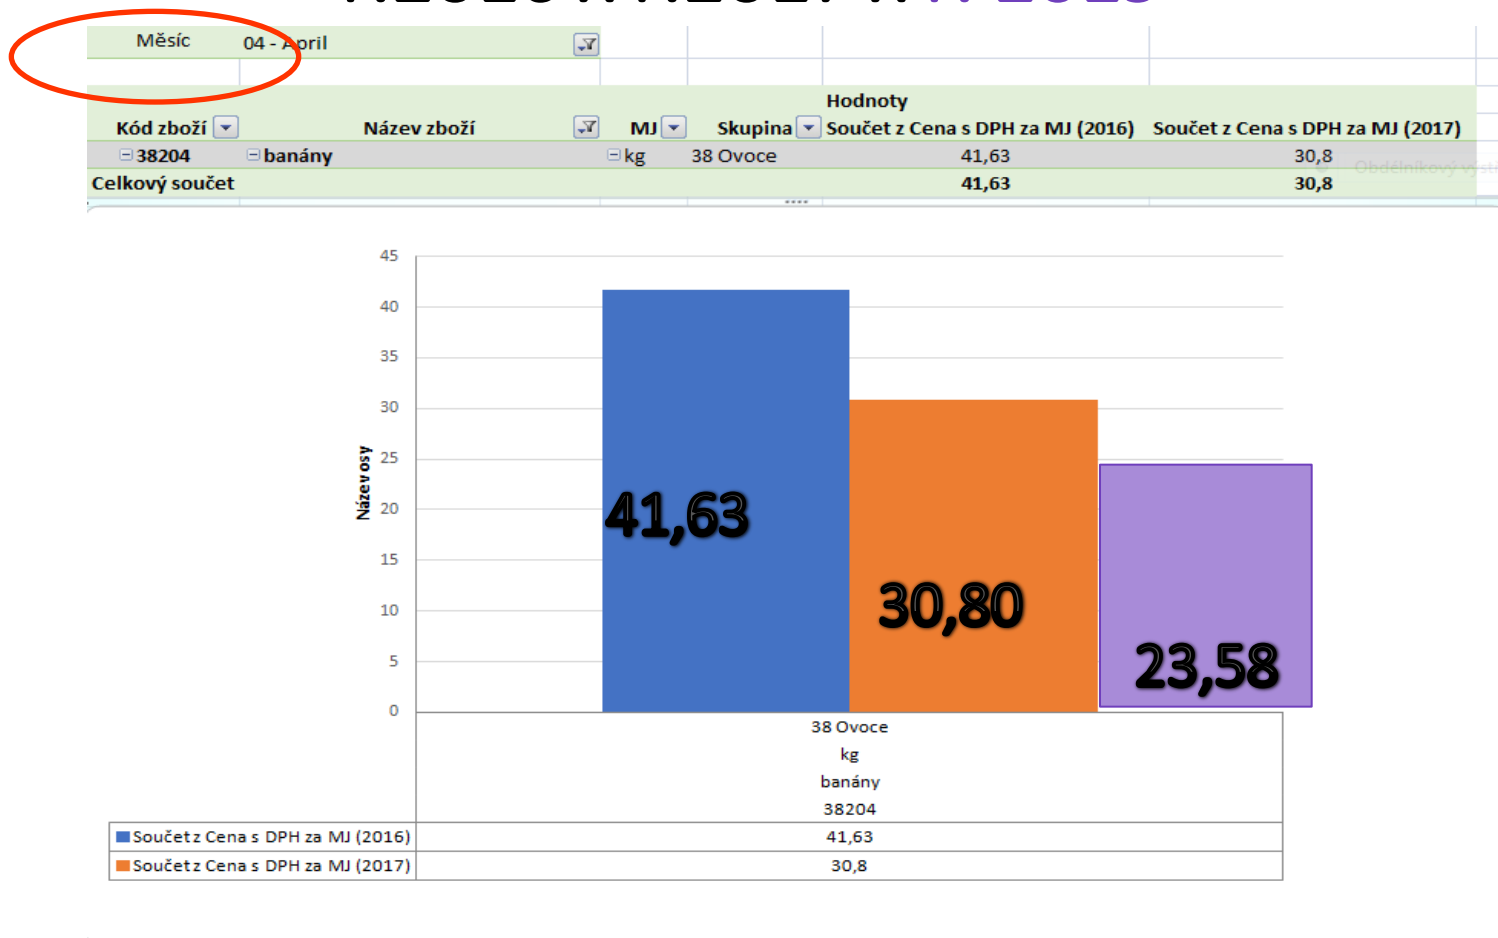 Měsíc 04 - April
Hodnoty
Kód zboží Název zboží MJ Skupina Součet z Cena s DPH za MJ (2016) Součet z Cena s DPH za MJ (2017)
38204 banány kg 38 Ovoce 41,63 30,8
Obdélníkový výsti
Celkový součet 41,63 30,8
45
40
35
30
25
20
15
10
5
0
Název osy
41,63
30,80
23,58
38 Ovoce
kg
banány
38204
Součet z Cena s DPH za MJ (2016) 41,63
Součet z Cena s DPH za MJ (2017) 30,8